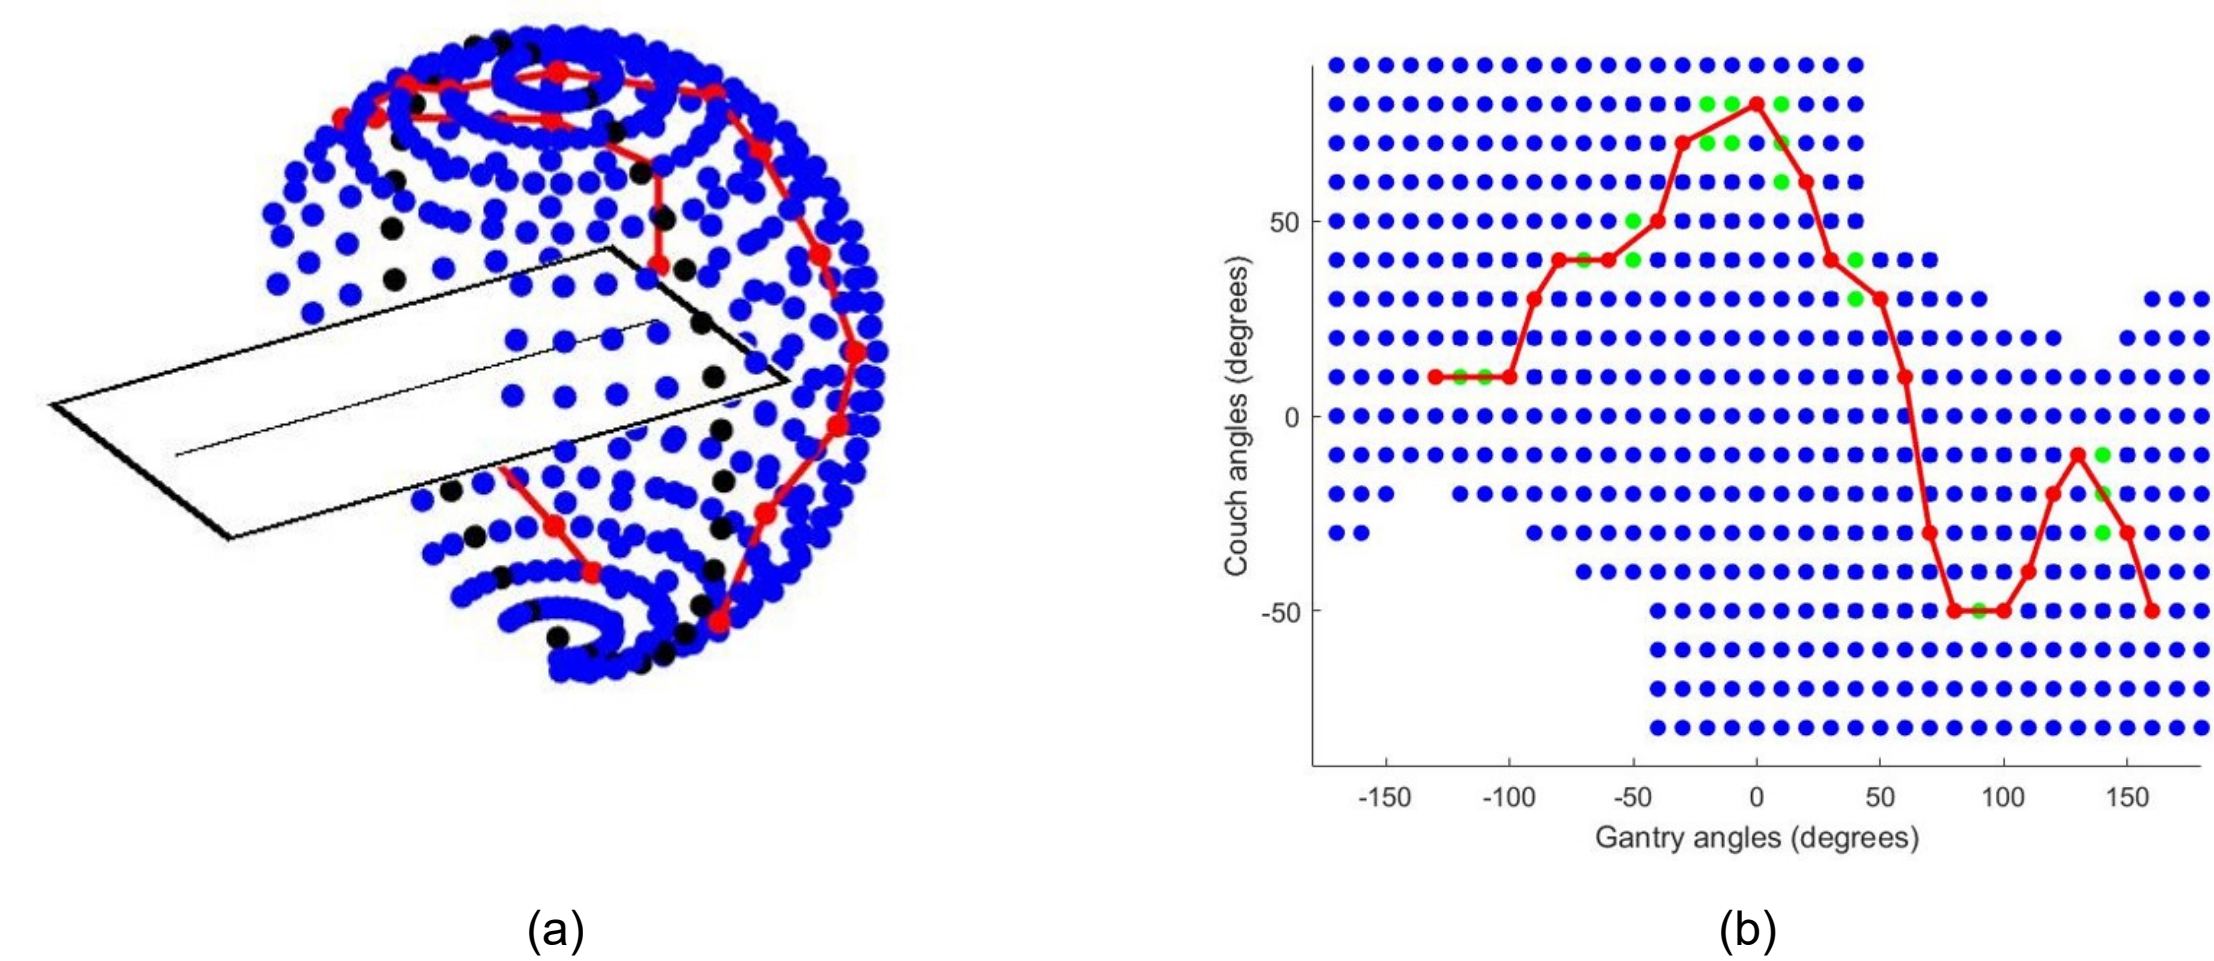 50
0
-50
Couch angles (degrees)
-150 -100 -50 0 50 100 150
Gantry angles (degrees)
(a) (b)